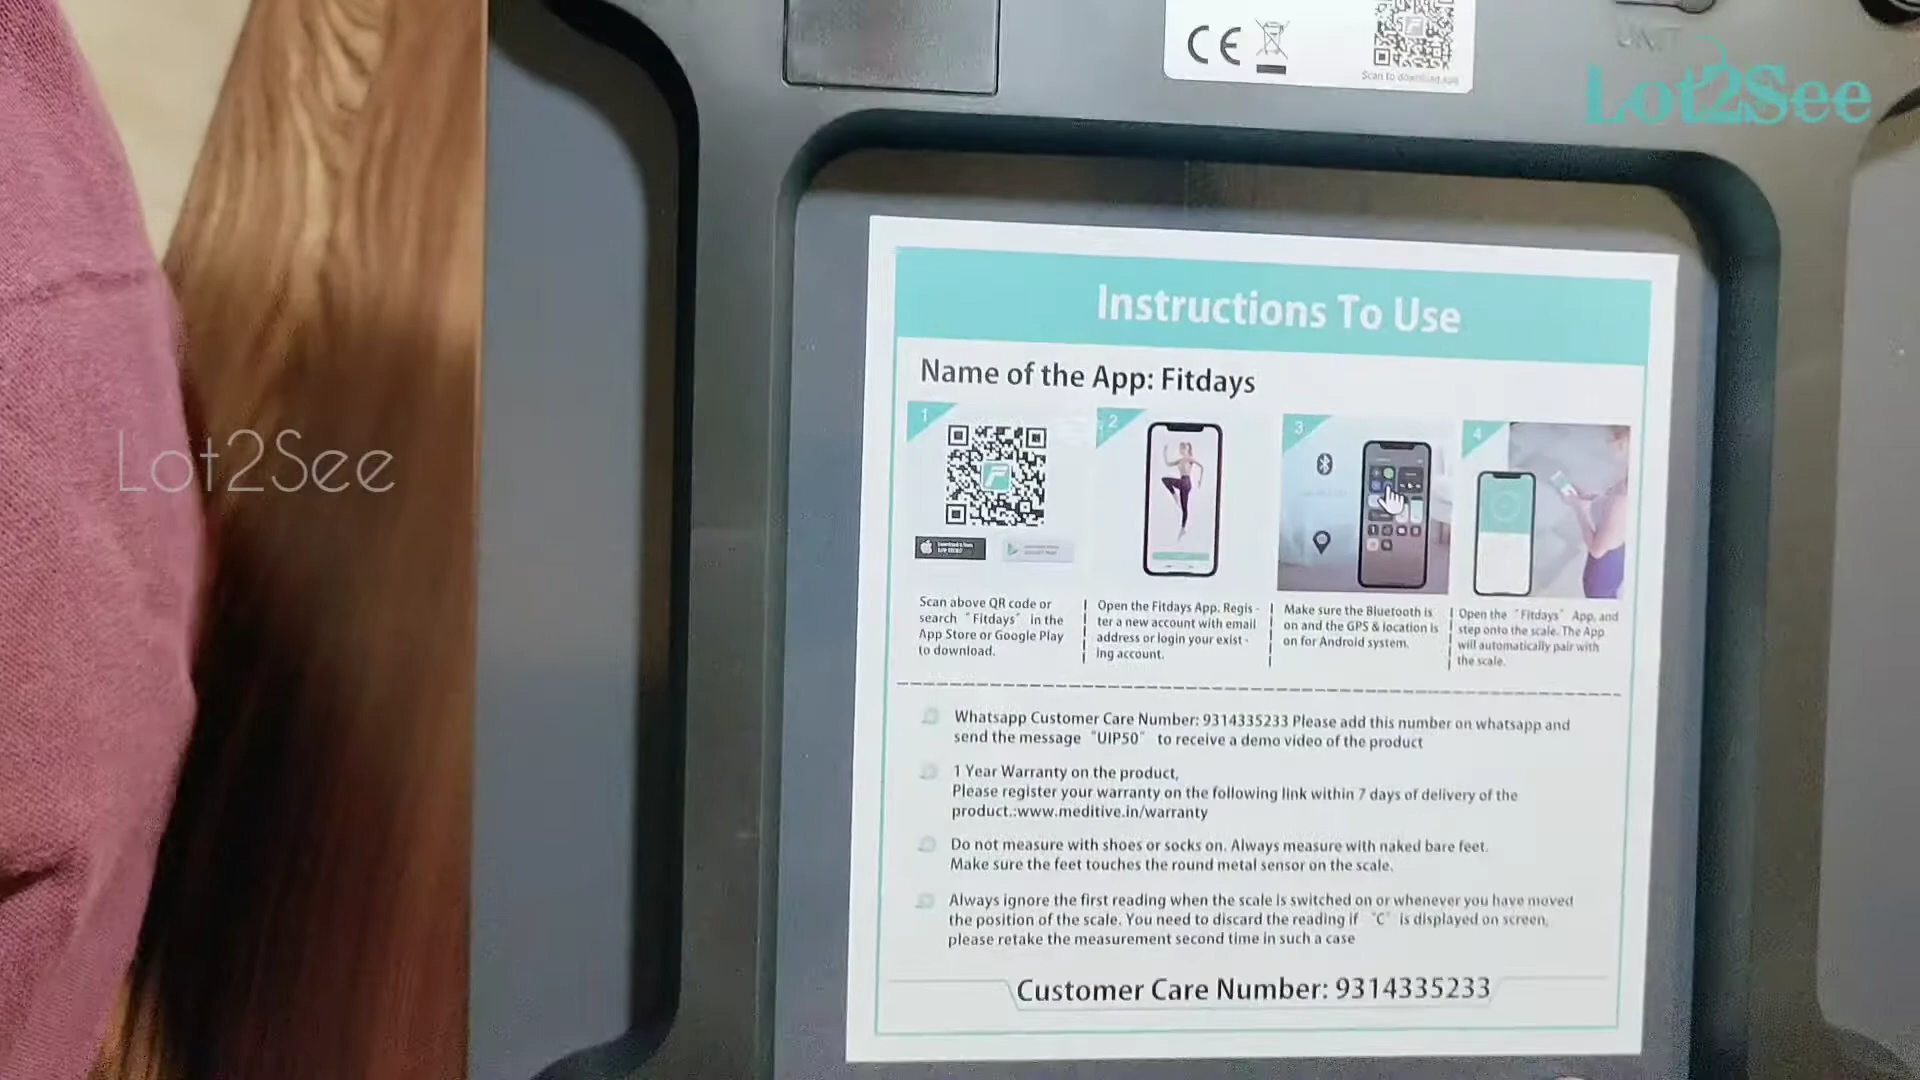 CE
Scan to download app
UNIT
Lot2See
Instructions To Use
Name of the App: Fitdays
1
2
3
4
Lot2See
Scan above QR code or
search “Fitdays” in the
App Store or Google Play
to download.
Open the Fitdays App. Regis -
ter a new account with email
address or login your exist -
ing account.
Make sure the Bluetooth is
on and the GPS & location is
on for Android system.
Open the “Fitdays” App, and
step onto the scale. The App
will automatically pair with
the scale.
Whatsapp Customer Care Number: 9314335233 Please add this number on whatsapp and
send the message “UIP50” to receive a demo video of the product
1 Year Warranty on the product,
Please register your warranty on the following link within 7 days of delivery of the
product.:www.meditive.in/warranty
Do not measure with shoes or socks on. Always measure with naked bare feet.
Make sure the feet touches the round metal sensor on the scale.
Always ignore the first reading when the scale is switched on or whenever you have moved
the position of the scale. You need to discard the reading if “C” is displayed on screen,
please retake the measurement second time in such a case
Customer Care Number: 9314335233